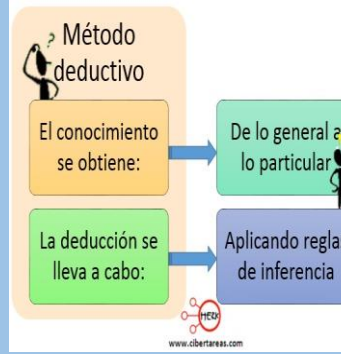 ?
Método
deductivo
El conocimiento
se obtiene:
De lo general a
lo particular
La deducción se
lleva a cabo:
Aplicando regla
de inferencia
MERX
www.cibertareas.com